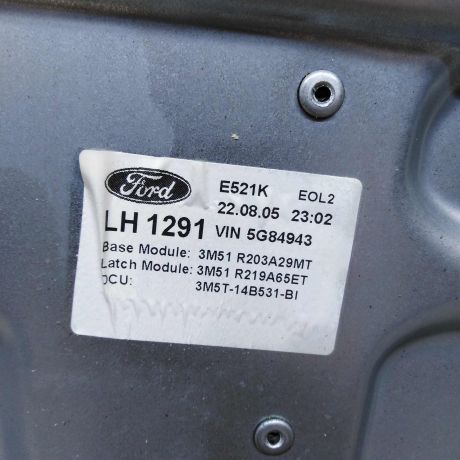 Ford E521K EOL2
22.08.05 23:02
LH 1291 VIN 5G84943
Base Module: 3M51 R203A29MT
Latch Module: 3M51 R219A65ET
DCU: 3M5T-14B531-BI